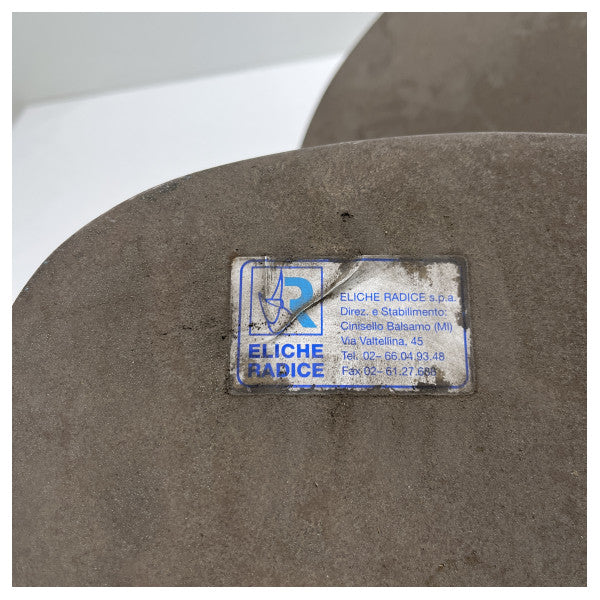 R
ELICHE
RADICE
ELICHE RADICE s.p.a.
Direz. e Stabilimento:
Cinisello Balsamo (MI)
Via Valtellina, 45
Tel. 02– 66.04.93.48
Fax 02– 61.27.688